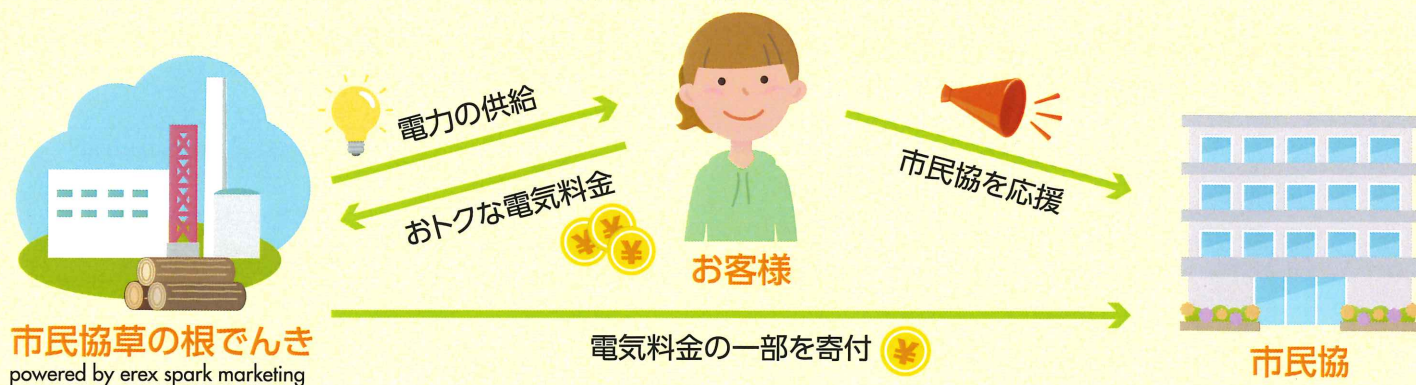 電力の供給
おトクな電気料金
お客様
市民協を応援
市民協草の根でんき
powered by erex spark marketing
電気料金の一部を寄付
市民協